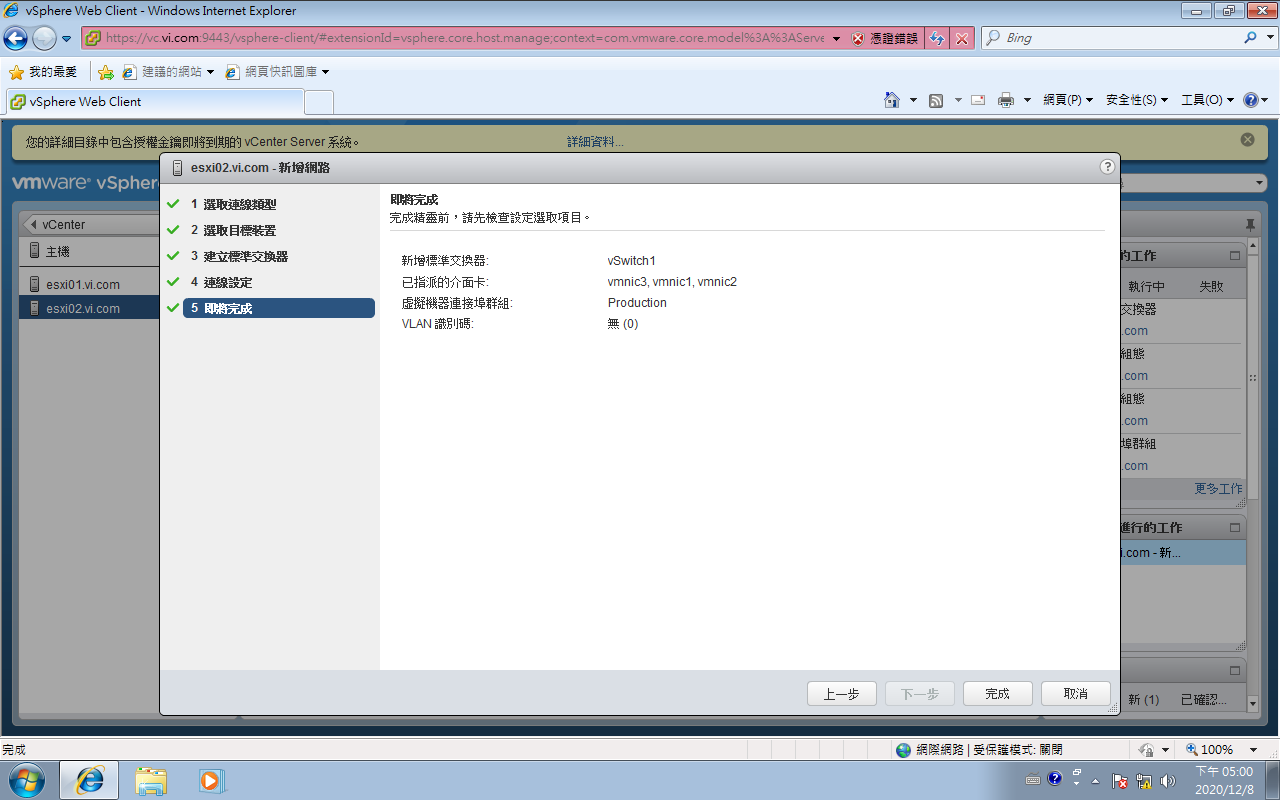 vSphere Web Client - Windows Internet Explorer
https://vc.vi.com:9443/vsphere-client/#extensionId=vsphere.core.host.manage;context=com.vmware.core.model%3A%3AServe
憑證錯誤
Bing
我的最愛
建議的網站
網頁快訊圖庫
vSphere Web Client
網頁(P)
安全性(S)
工具(O)
您的詳細目錄中包含授權金鑰即將到期的 vCenter Server 系統。
詳細資料...
vmware® vSphere
esxi02.vi.com - 新增網路
vCenter
主機
esxi01.vi.com
esxi02.vi.com
1 選取連線類型
2 選取目標裝置
3 建立標準交換器
4 連線設定
5 即將完成
即將完成
完成精靈前，請先檢查設定選取項目。
新增標準交換器: vSwitch1
已指派的介面卡: vmnic3, vmnic1, vmnic2
虛擬機器連接埠群組: Production
VLAN 識別碼: 無 (0)
的工作
執行中 失敗
交換器
.com
組態
.com
組態
.com
埠群組
.com
更多工作
進行的工作
i.com - 新...
新 (1) 已確認...
上一步 下一步 完成 取消
完成
網際網路 | 受保護模式: 關閉
100%
下午 05:00
2020/12/8